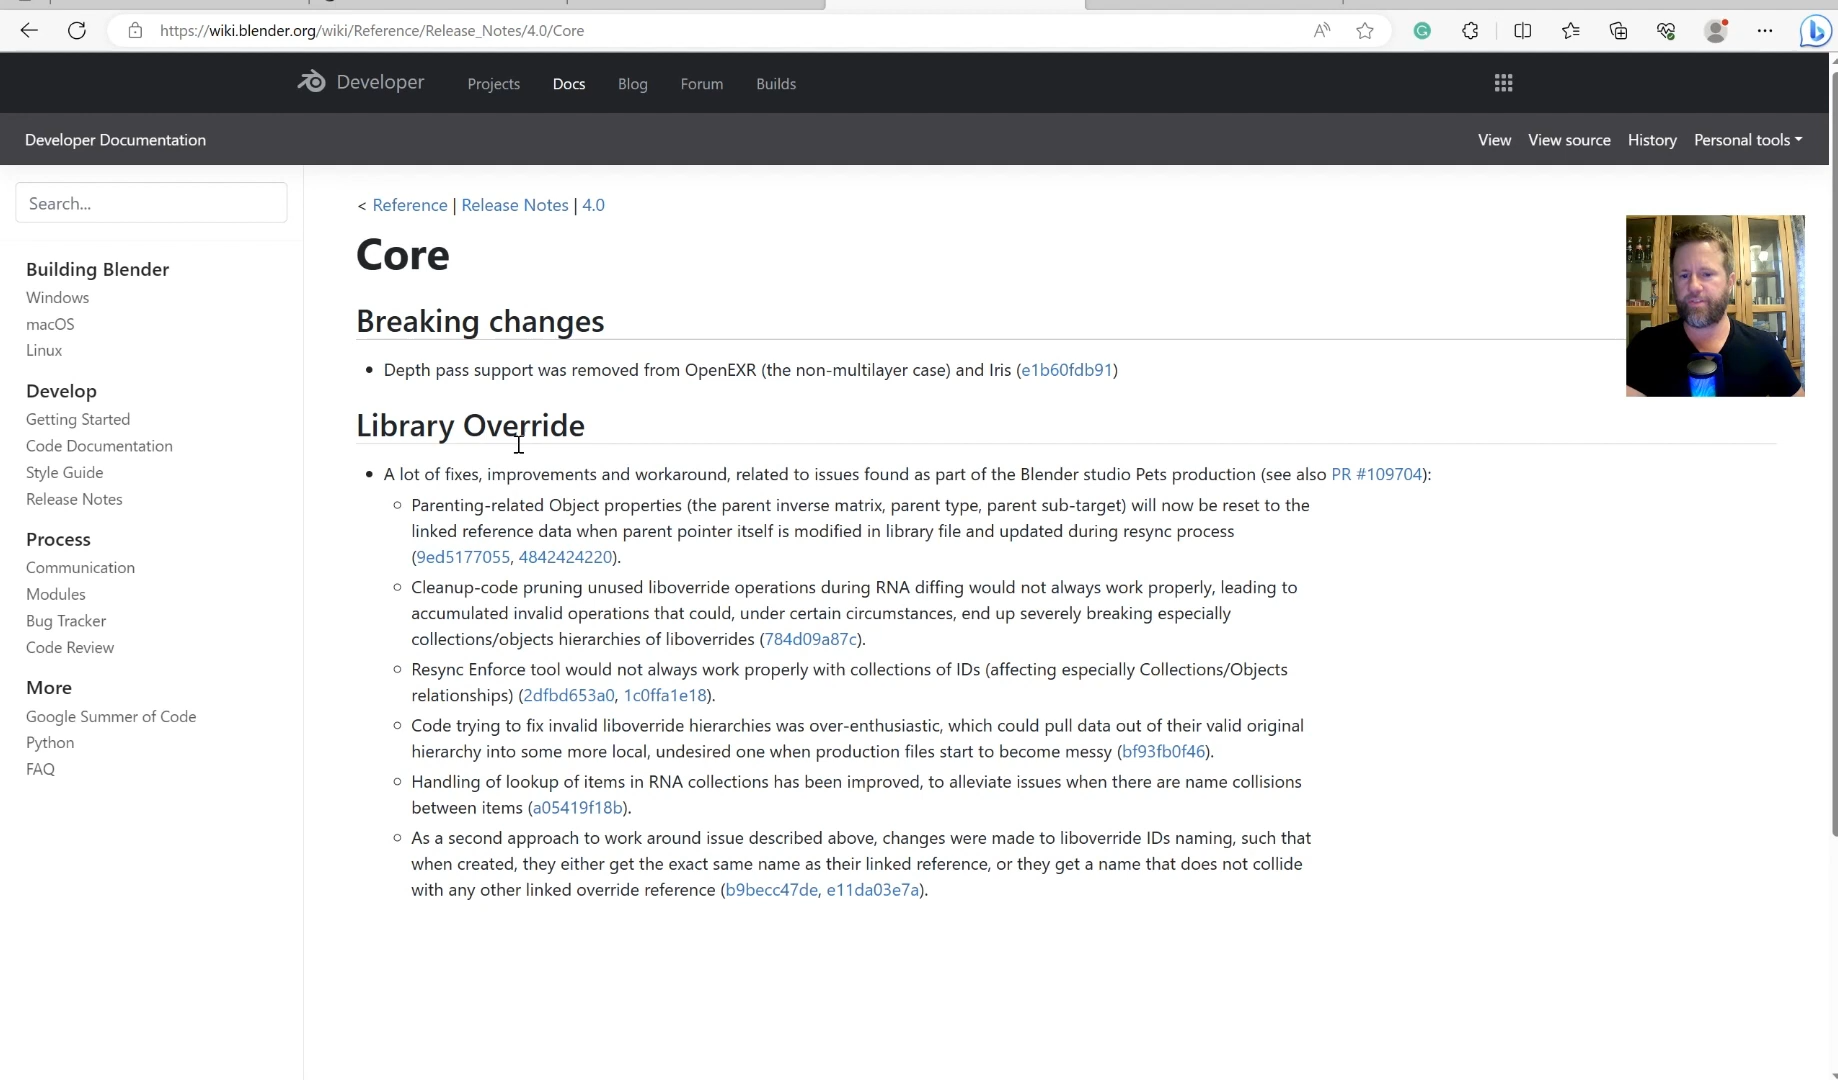 https://wiki.blender.org/wiki/Reference/Release_Notes/4.0/Core
Developer
Projects
Docs
Blog
Forum
Builds
Developer Documentation
View
View source
History
Personal tools
Search...
Building Blender
Windows
macOS
Linux
Develop
Getting Started
Code Documentation
Style Guide
Release Notes
Process
Communication
Modules
Bug Tracker
Code Review
More
Google Summer of Code
Python
FAQ
< Reference | Release Notes | 4.0
Core
Breaking changes
• Depth pass support was removed from OpenEXR (the non-multilayer case) and Iris (e1b60fdb91)
Library Override
• A lot of fixes, improvements and workaround, related to issues found as part of the Blender studio Pets production (see also PR #109704):
○ Parenting-related Object properties (the parent inverse matrix, parent type, parent sub-target) will now be reset to the
linked reference data when parent pointer itself is modified in library file and updated during resync process
(9ed5177055, 4842424220).
○ Cleanup-code pruning unused liboverride operations during RNA diffing would not always work properly, leading to
accumulated invalid operations that could, under certain circumstances, end up severely breaking especially
collections/objects hierarchies of liboverrides (784d09a87c).
○ Resync Enforce tool would not always work properly with collections of IDs (affecting especially Collections/Objects
relationships) (2dfbd653a0, 1c0ffa1e18).
○ Code trying to fix invalid liboverride hierarchies was over-enthusiastic, which could pull data out of their valid original
hierarchy into some more local, undesired one when production files start to become messy (bf93fb0f46).
○ Handling of lookup of items in RNA collections has been improved, to alleviate issues when there are name collisions
between items (a05419f18b).
○ As a second approach to work around issue described above, changes were made to liboverride IDs naming, such that
when created, they either get the exact same name as their linked reference, or they get a name that does not collide
with any other linked override reference (b9becc47de, e11da03e7a).